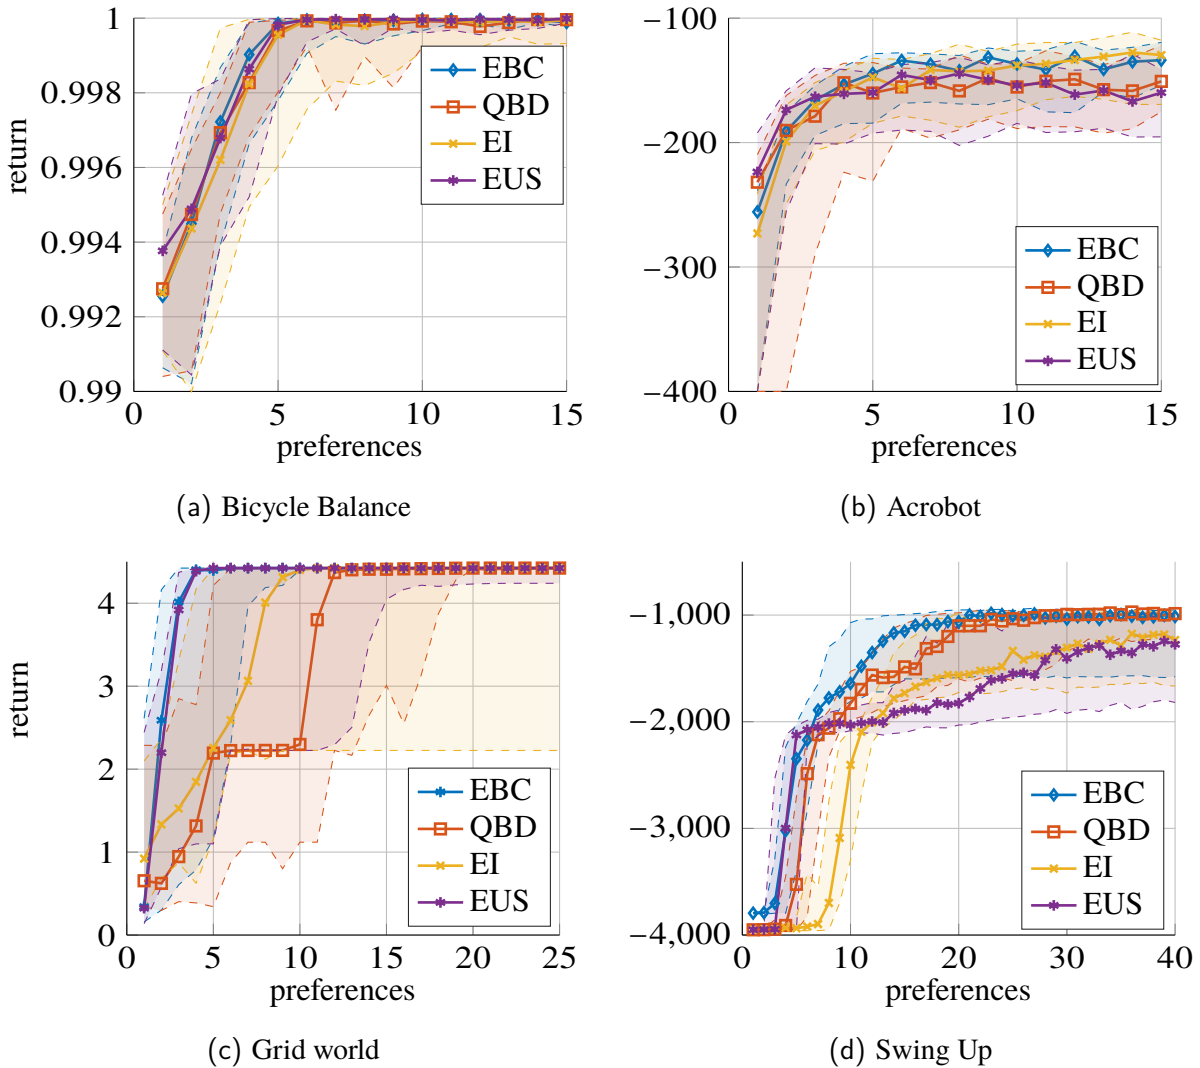 1
0.998
0.996
0.994
0.992
0.99
return
0
5
10
15
preferences
EBC
QBD
EI
EUS
(a) Bicycle Balance
−100
−200
−300
−400
0
5
10
15
preferences
EBC
QBD
EI
EUS
(b) Acrobot
4
3
2
1
0
return
0
5
10
15
20
25
preferences
EBC
QBD
EI
EUS
(c) Grid world
−1,000
−2,000
−3,000
−4,000
0
10
20
30
40
preferences
EBC
QBD
EI
EUS
(d) Swing Up